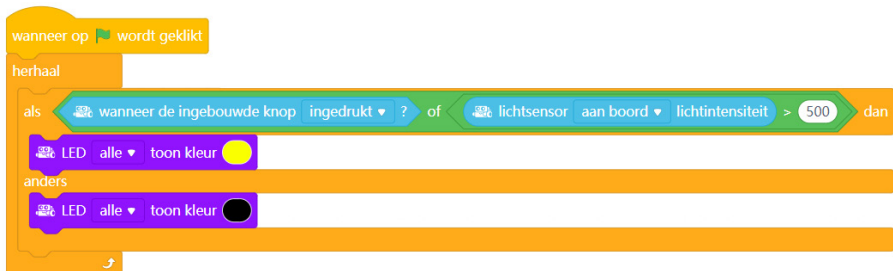 wanneer op wordt geklikt
herhaal
als wanneer de ingebouwde knop ingedrukt ? of lichtsensor aan boord lichtintensiteit > 500 dan
LED alle toon kleur
anders
LED alle toon kleur